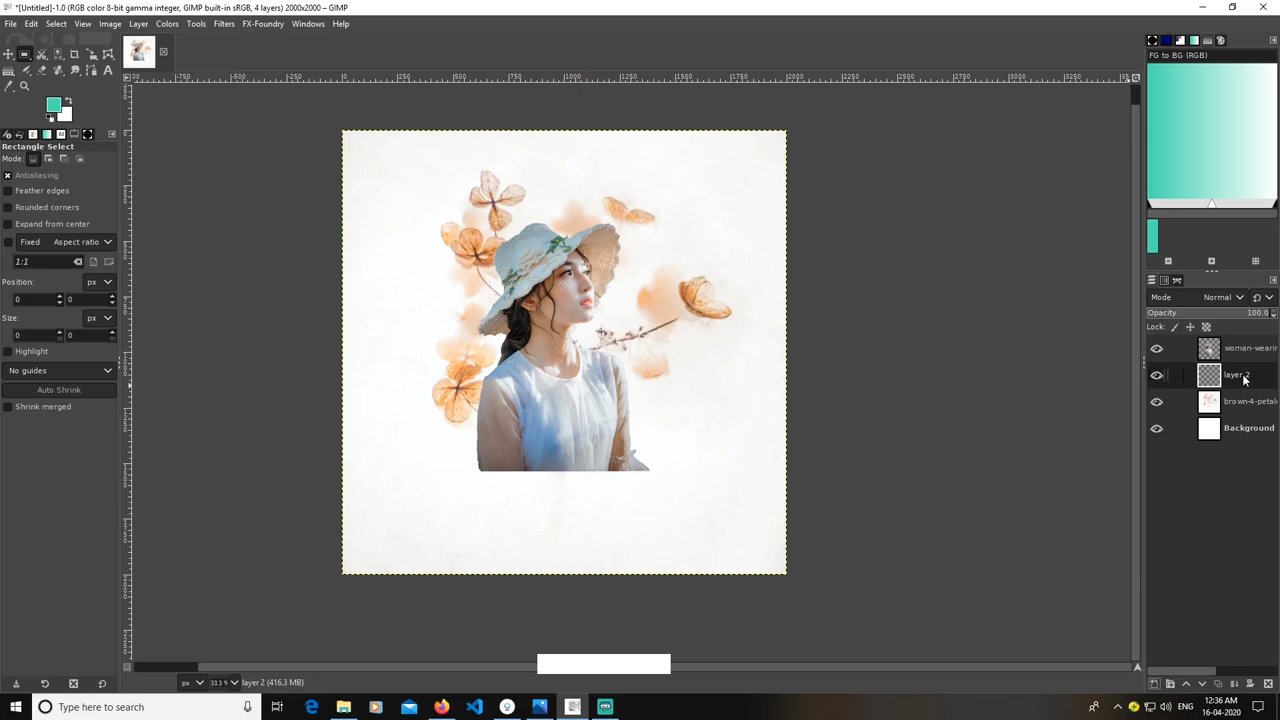 *[Untitled]-1.0 (RGB color 8-bit gamma integer, GIMP built-in sRGB, 4 layers) 2000x2000 – GIMP
File Edit Select View Image Layer Colors Tools Filters FX-Foundry Windows Help
FG to BG (RGB)
Rectangle Select
Mode:
Antialiasing
Feather edges
Rounded corners
Expand from center
Fixed Aspect ratio
1:1
Position: px
0 0
Size: px
0 0
Highlight
No guides
Auto Shrink
Shrink merged
Mode Normal
Opacity 100.0
Lock:
woman-wearin
layer 2
brown-4-petal
Background
px 33.3 % layer 2 (416.3 MB)
Type here to search
12:36 AM
16-04-2020